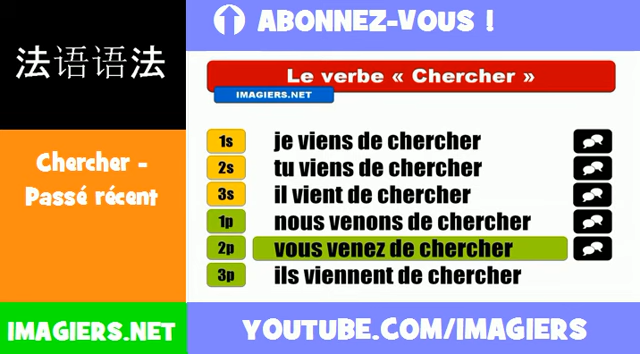 法语语法
Chercher -
Passé récent
IMAGIERS.NET
ABONNEZ-VOUS !
Le verbe « Chercher »
IMAGIERS.NET
1s je viens de chercher
2s tu viens de chercher
3s il vient de chercher
1p nous venons de chercher
2p vous venez de chercher
3p ils viennent de chercher
YOUTUBE.COM/IMAGIERS